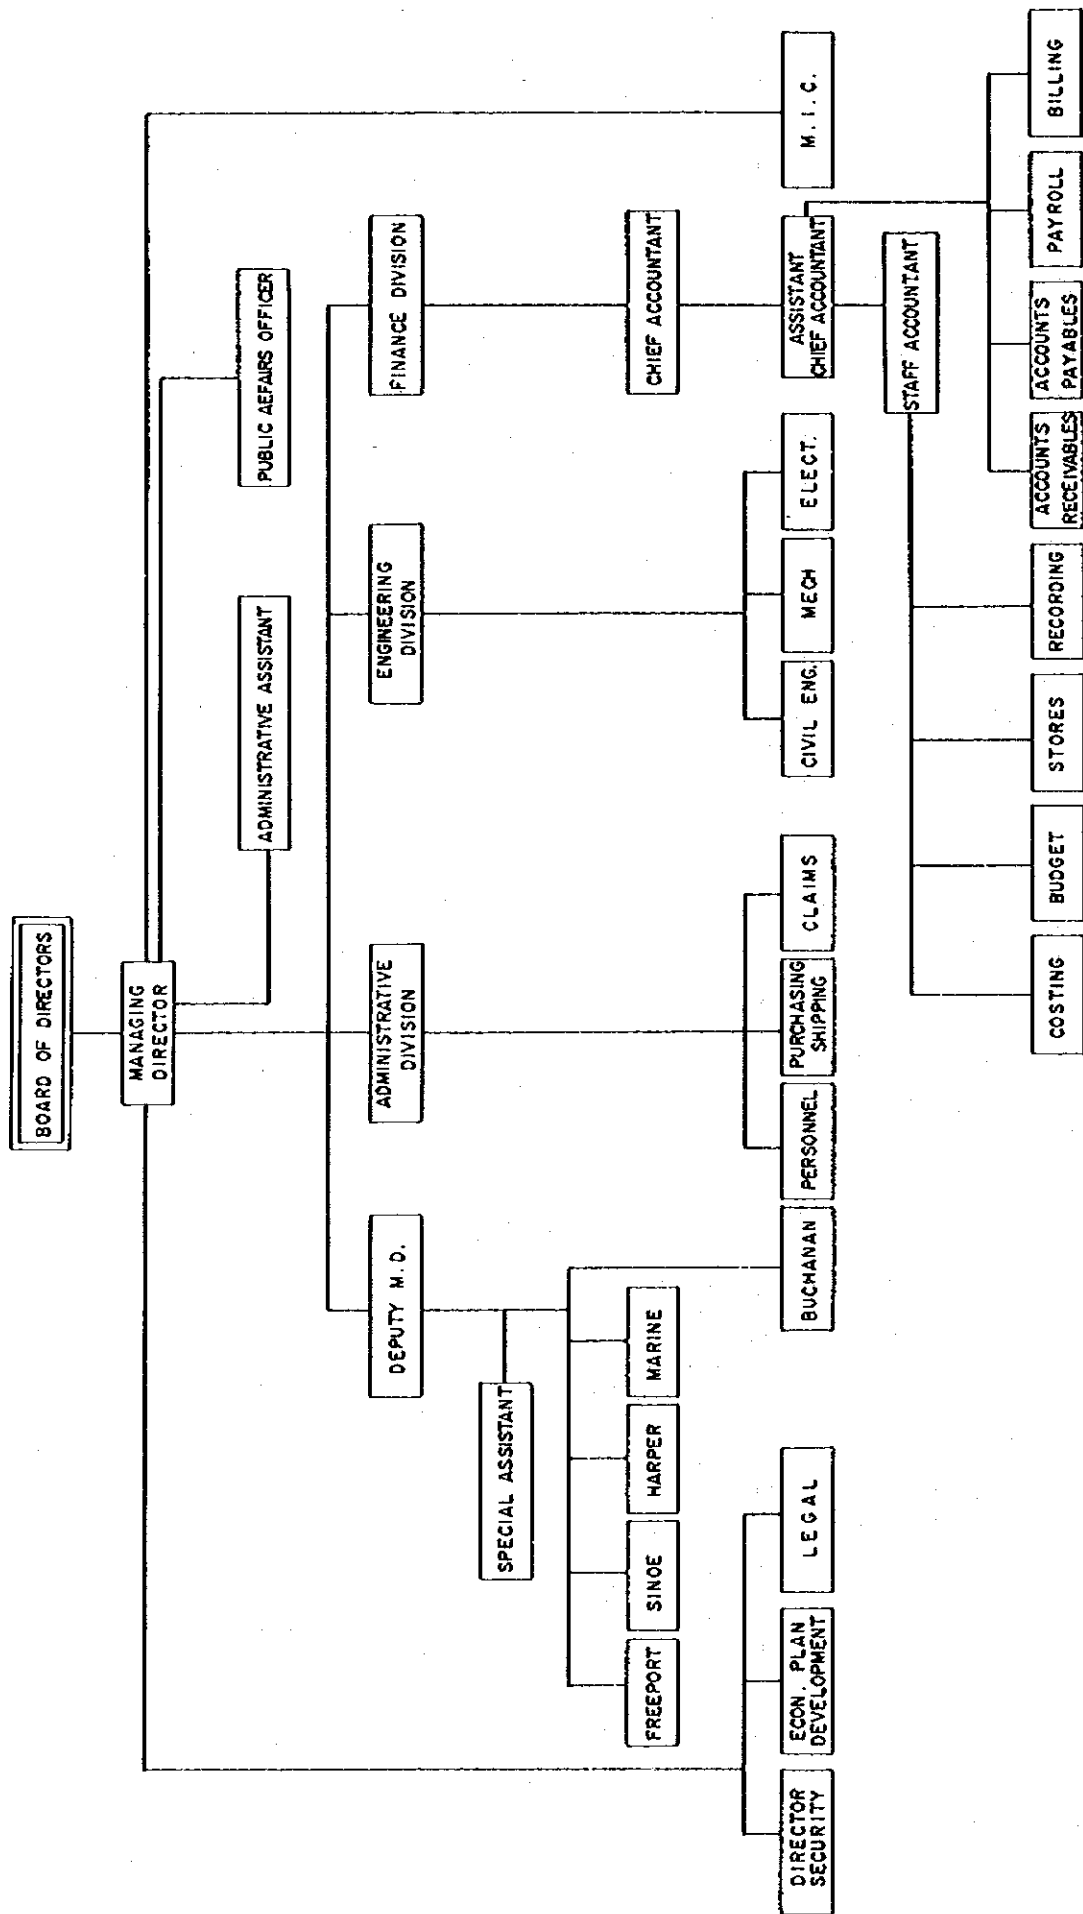 BOARD OF DIRECTORS
MANAGING
DIRECTOR
ADMINISTRATIVE ASSISTANT
PUBLIC AEFAIRS OFFICER
DEPUTY M.D.
ADMINISTRATIVE
DIVISION
ENGINEERING
DIVISION
FINANCE DIVISION
SPECIAL ASSISTANT
FREEPORT
SINOE
HARPER
MARINE
CHIEF ACCOUNTANT
DIRECTOR
SECURITY
ECON. PLAN
DEVELOPMENT
LEGAL
BUCHANAN
PERSONNEL
PURCHASING
SHIPPING
CLAIMS
CIVIL ENG.
MECH
ELECT.
ASSISTANT
CHIEF ACCOUNTANT
M. I. C.
STAFF ACCOUNTANT
COSTING
BUDGET
STORES
RECORDING
ACCOUNTS
RECEIVABLES
ACCOUNTS
PAYABLES
PAYROLL
BILLING